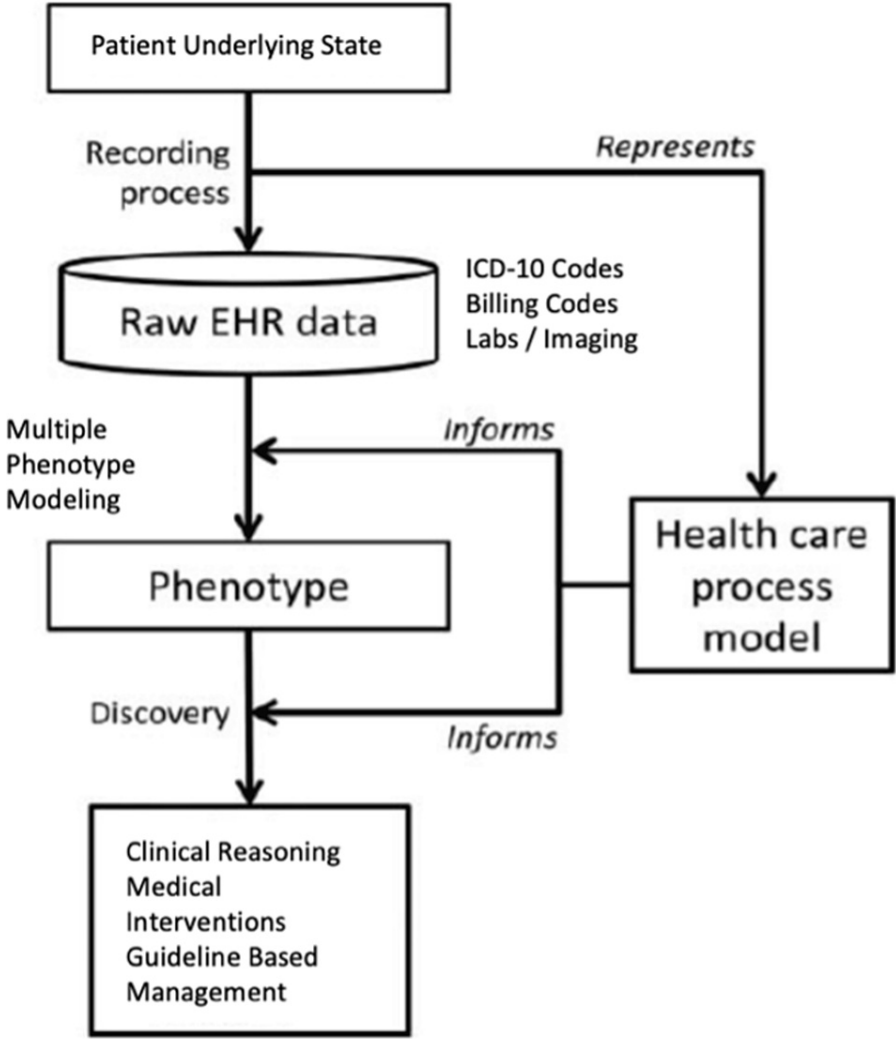 Patient Underlying State
Recording
process
Represents
Raw EHR data
ICD-10 Codes
Billing Codes
Labs / Imaging
Multiple
Phenotype
Modeling
Informs
Health care
process
model
Phenotype
Discovery
Informs
Clinical Reasoning
Medical
Interventions
Guideline Based
Management